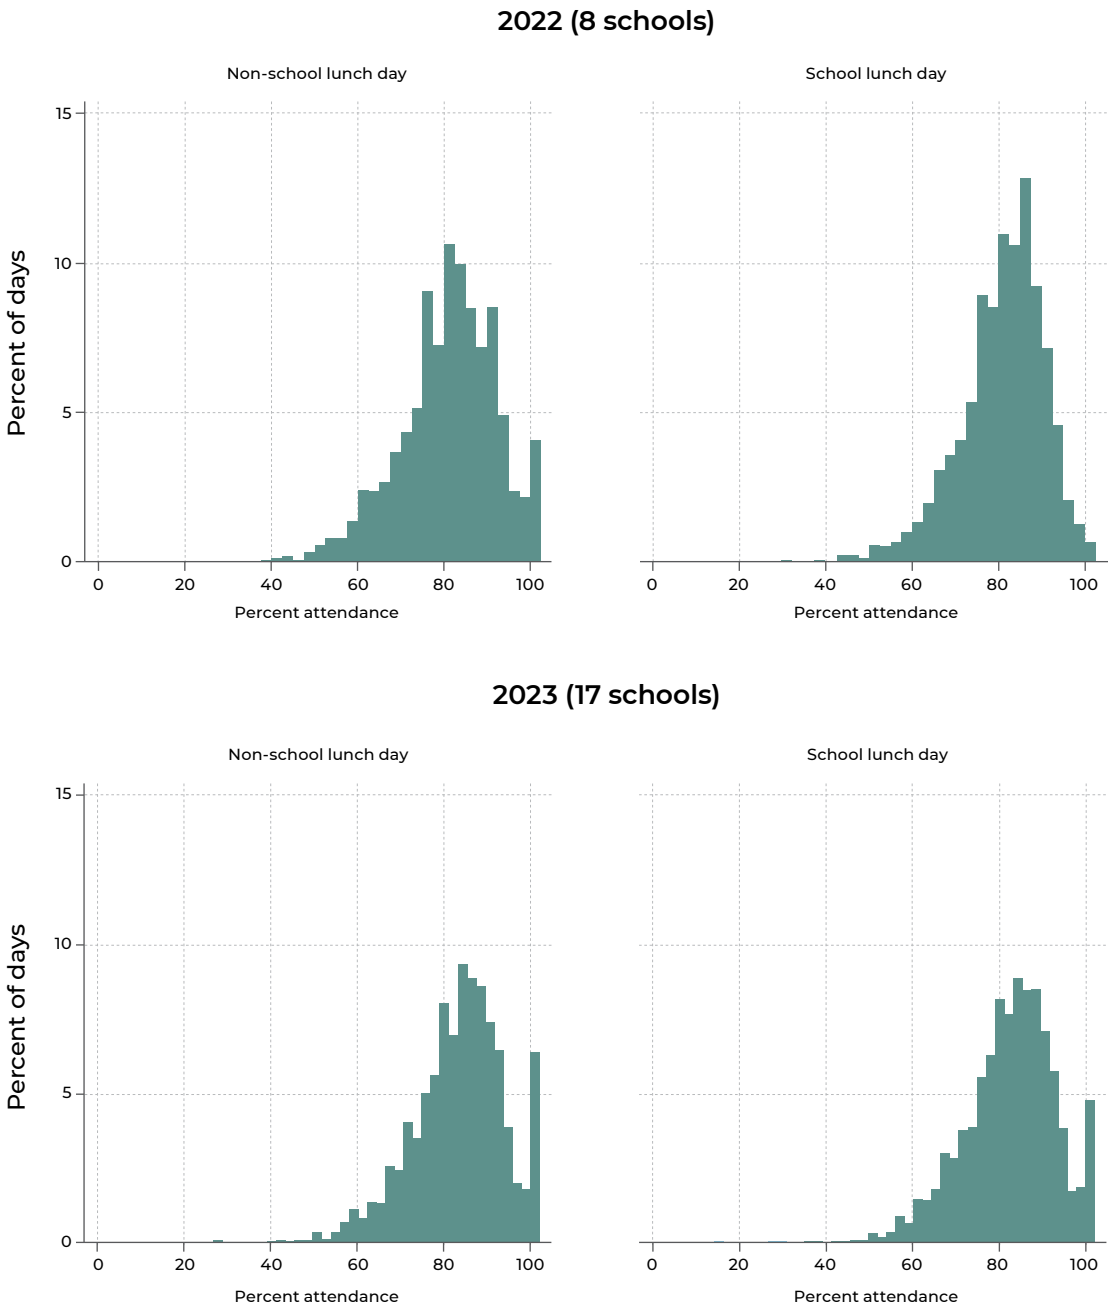 2022 (8 schools)
Non-school lunch day
School lunch day
Percent of days
15
10
5
0
0 20 40 60 80 100
0 20 40 60 80 100
Percent attendance
Percent attendance
2023 (17 schools)
Non-school lunch day
School lunch day
Percent of days
15
10
5
0
0 20 40 60 80 100
0 20 40 60 80 100
Percent attendance
Percent attendance